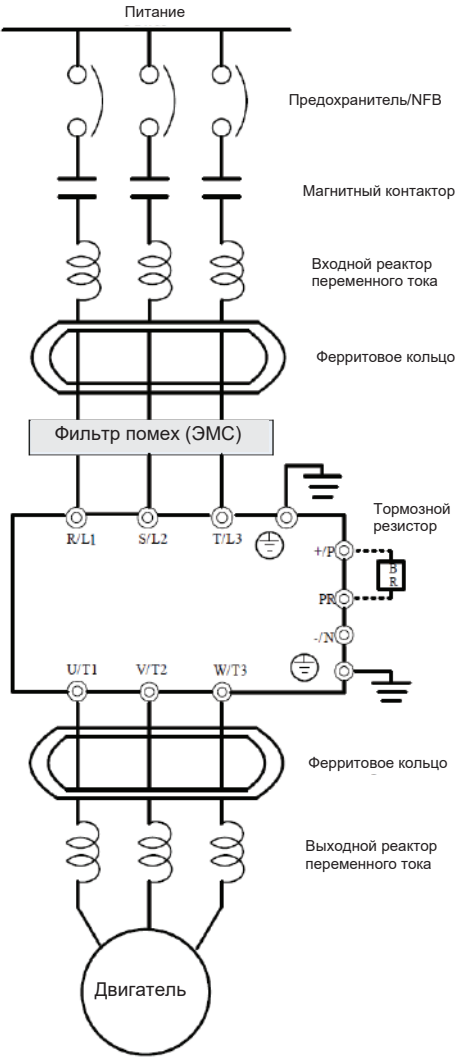 Питание
Предохранитель/NFB
Магнитный контактор
Входной реактор
переменного тока
Ферритовое кольцо
Фильтр помех (ЭМС)
Тормозной
резистор
R/L1
S/L2
T/L3
+/P
B
R
PR
-/N
U/T1
V/T2
W/T3
Ферритовое кольцо
Выходной реактор
переменного тока
Двигатель